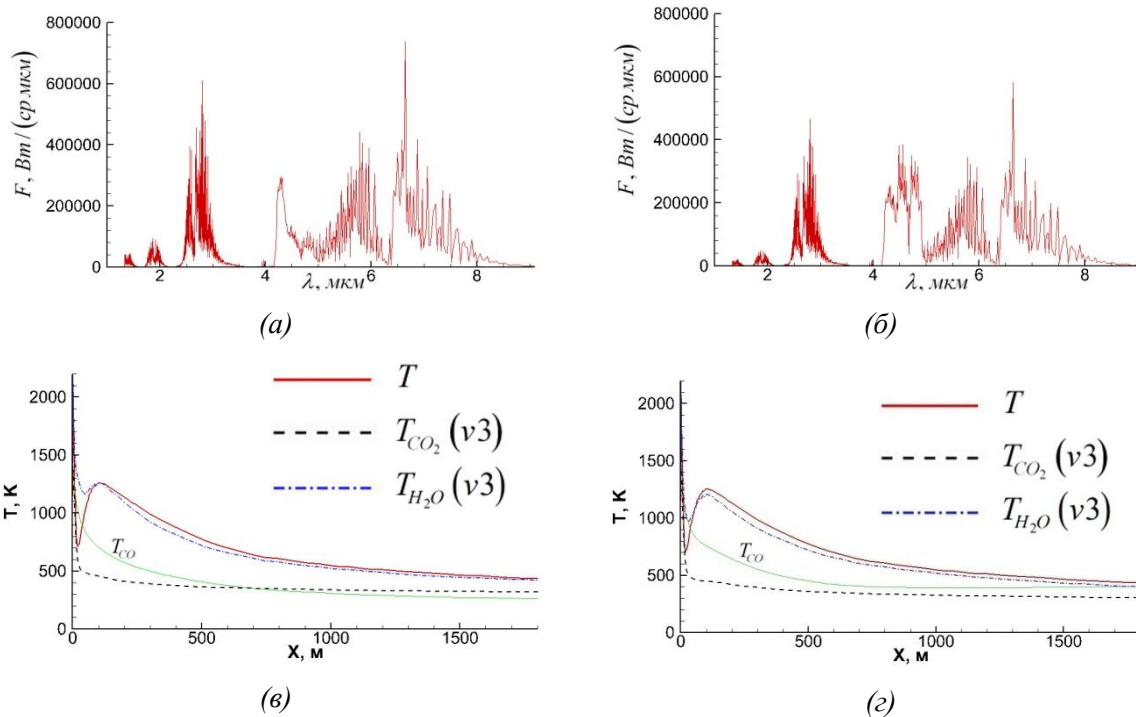 800000
600000
400000
200000
0
F, Вт / (ср мкм)
2 4 6 8
λ, мкм
(а)
800000
600000
400000
200000
0
F, Вт / (ср мкм)
2 4 6 8
λ, мкм
(б)
2000
1500
1000
500
0
T, K
T
T_CO₂ (ν3)
T_H₂O (ν3)
T_CO
0 500 1000 1500
X, м
(в)
2000
1500
1000
500
0
T, K
T
T_CO₂ (ν3)
T_H₂O (ν3)
T_CO
0 500 1000 1500
X, м
(г)